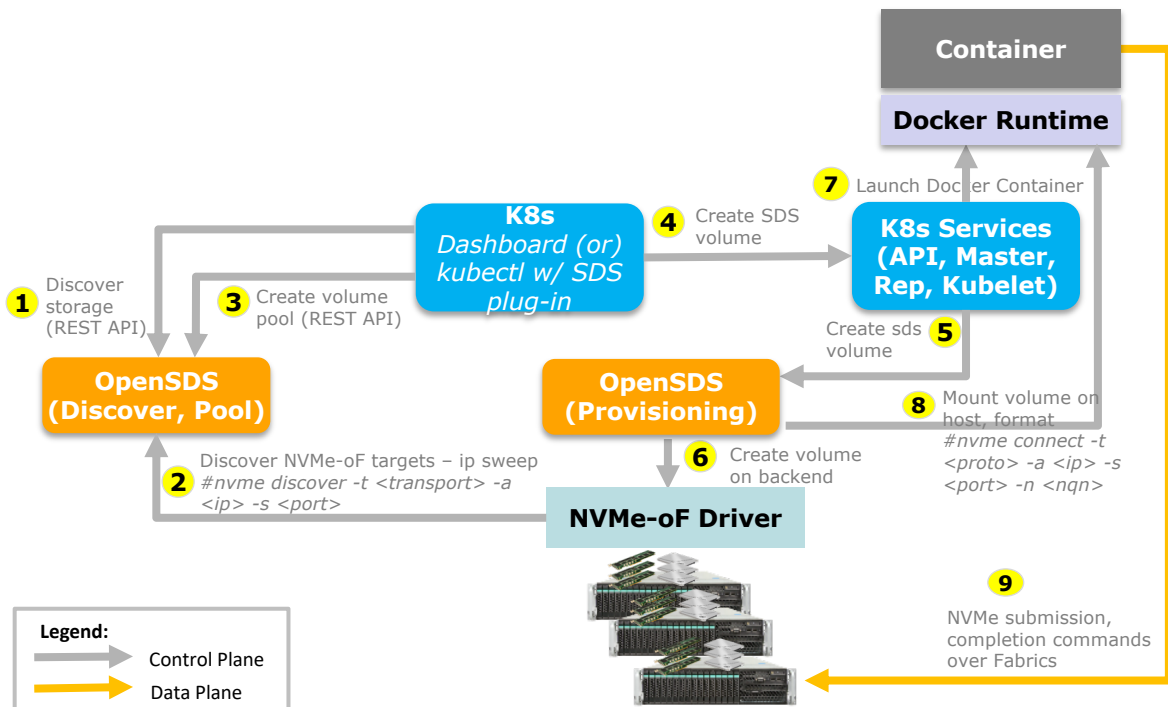 Container
Docker Runtime
7
Launch Docker Container
K8s
Dashboard (or)
kubectl w/ SDS
plug-in
4
Create SDS
volume
K8s Services
(API, Master,
Rep, Kubelet)
1
Discover
storage
(REST API)
3
Create volume
pool (REST API)
Create sds
volume
5
OpenSDS
(Discover, Pool)
OpenSDS
(Provisioning)
8
Mount volume on
host, format
#nvme connect -t
<proto> -a <ip> -s
<port> -n <nqn>
2
Discover NVMe-oF targets – ip sweep
#nvme discover -t <transport> -a
<ip> -s <port>
6
Create volume
on backend
NVMe-oF Driver
9
NVMe submission,
completion commands
over Fabrics
Legend:
Control Plane
Data Plane